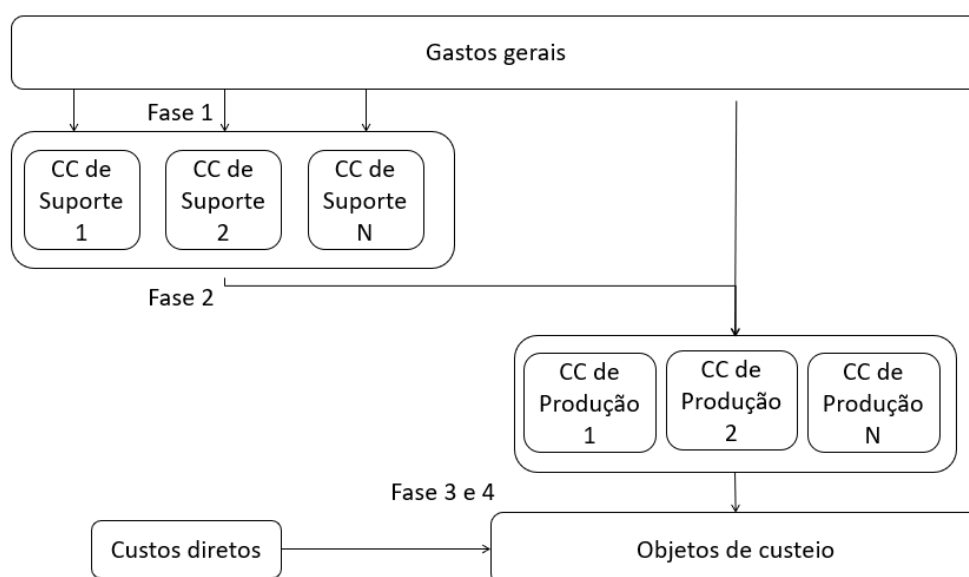 Gastos gerais
Fase 1
CC de
Suporte
1
CC de
Suporte
2
CC de
Suporte
N
Fase 2
CC de
Produção
1
CC de
Produção
2
CC de
Produção
N
Fase 3 e 4
Custos diretos
Objetos de custeio